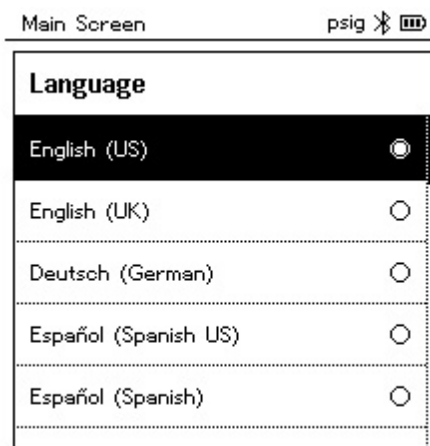 Main Screen psig
Language
English (US)
English (UK)
Deutsch (German)
Español (Spanish US)
Español (Spanish)